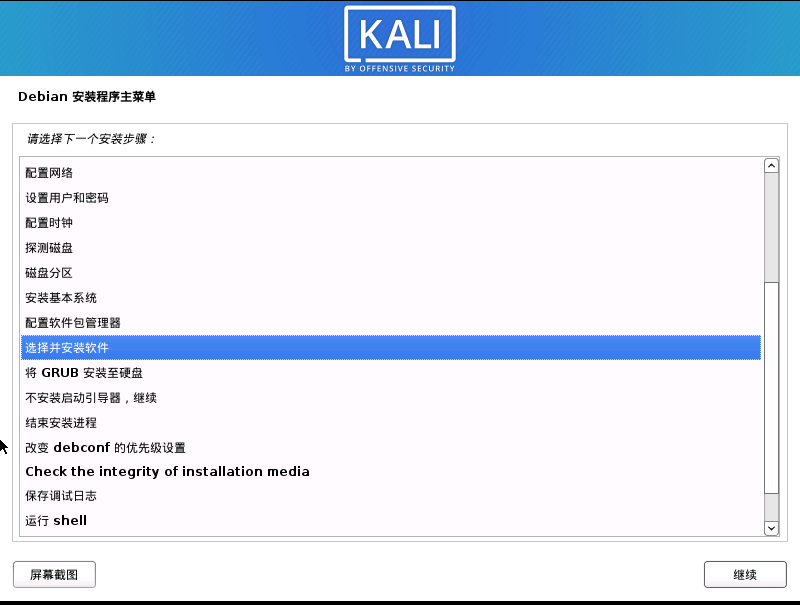 KALI
BY OFFENSIVE SECURITY
Debian 安装程序主菜单
请选择下一个安装步骤：
配置网络
设置用户和密码
配置时钟
探测磁盘
磁盘分区
安装基本系统
配置软件包管理器
选择并安装软件
将 GRUB 安装至硬盘
不安装启动引导器，继续
结束安装进程
改变 debconf 的优先级设置
Check the integrity of installation media
保存调试日志
运行 shell
屏幕截图
继续